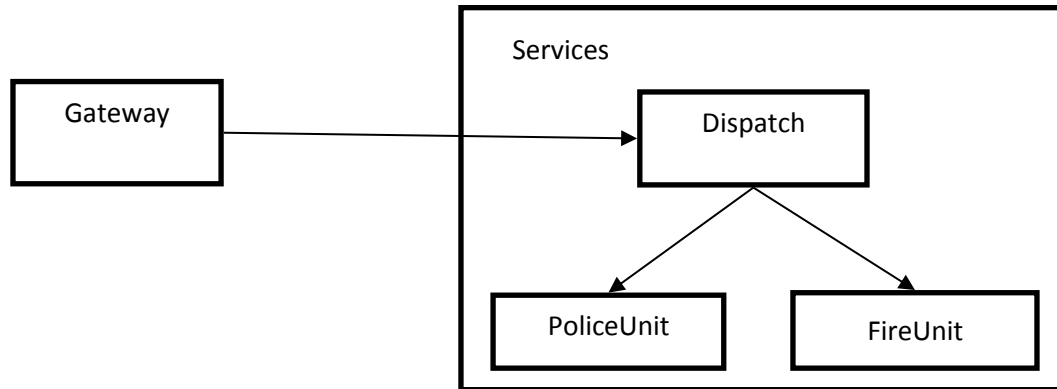 Services
Gateway
Dispatch
PoliceUnit
FireUnit